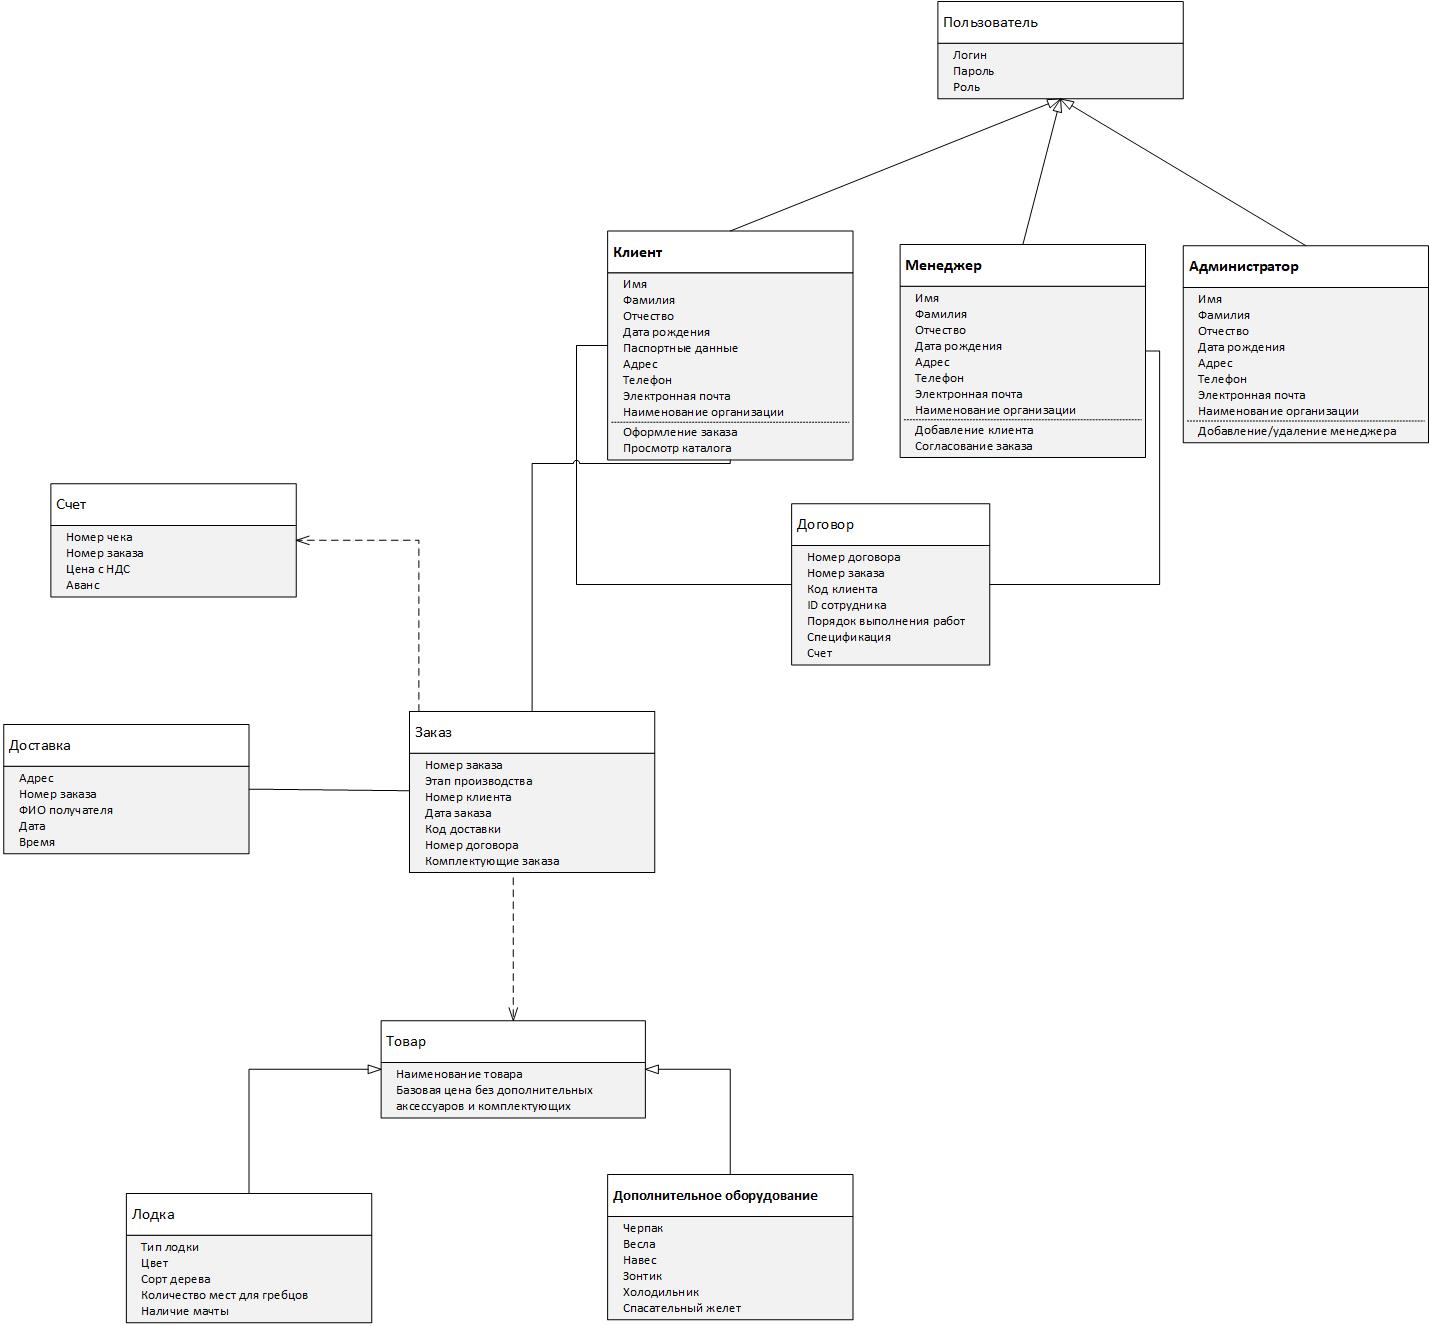 Пользователь
Логин
Пароль
Роль
Клиент
Имя
Фамилия
Отчество
Дата рождения
Паспортные данные
Адрес
Телефон
Электронная почта
Наименование организации
Оформление заказа
Просмотр каталога
Менеджер
Имя
Фамилия
Отчество
Дата рождения
Адрес
Телефон
Электронная почта
Наименование организации
Добавление клиента
Согласование заказа
Администратор
Имя
Фамилия
Отчество
Дата рождения
Адрес
Телефон
Электронная почта
Наименование организации
Добавление/удаление менеджера
Счет
Номер чека
Номер заказа
Цена с НДС
Аванс
Договор
Номер договора
Номер заказа
Код клиента
ID сотрудника
Порядок выполнения работ
Спецификация
Счет
Доставка
Адрес
Номер заказа
ФИО получателя
Дата
Время
Заказ
Номер заказа
Этап производства
Номер клиента
Дата заказа
Код доставки
Номер договора
Комплектующие заказа
Товар
Наименование товара
Базовая цена без дополнительных
аксессуаров и комплектующих
Лодка
Тип лодки
Цвет
Сорт дерева
Количество мест для гребцов
Наличие мачты
Дополнительное оборудование
Черпак
Весла
Навес
Зонтик
Холодильник
Спасательный желет